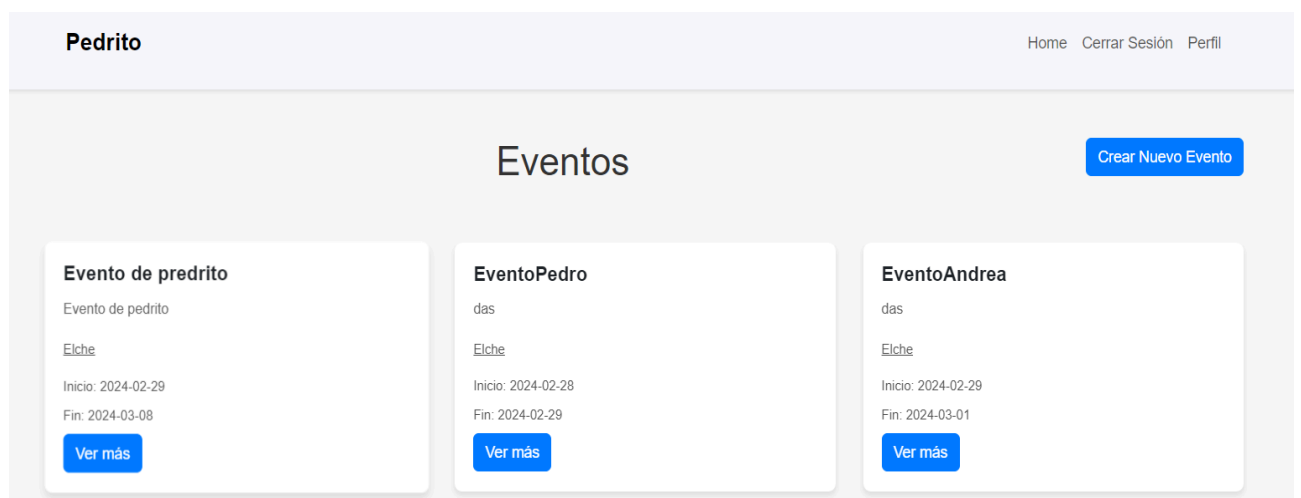 Pedrito
Home Cerrar Sesión Perfil
Eventos
Crear Nuevo Evento
Evento de predrito
Evento de pedrito
Elche
Inicio: 2024-02-29
Fin: 2024-03-08
Ver más
EventoPedro
das
Elche
Inicio: 2024-02-28
Fin: 2024-02-29
Ver más
EventoAndrea
das
Elche
Inicio: 2024-02-29
Fin: 2024-03-01
Ver más